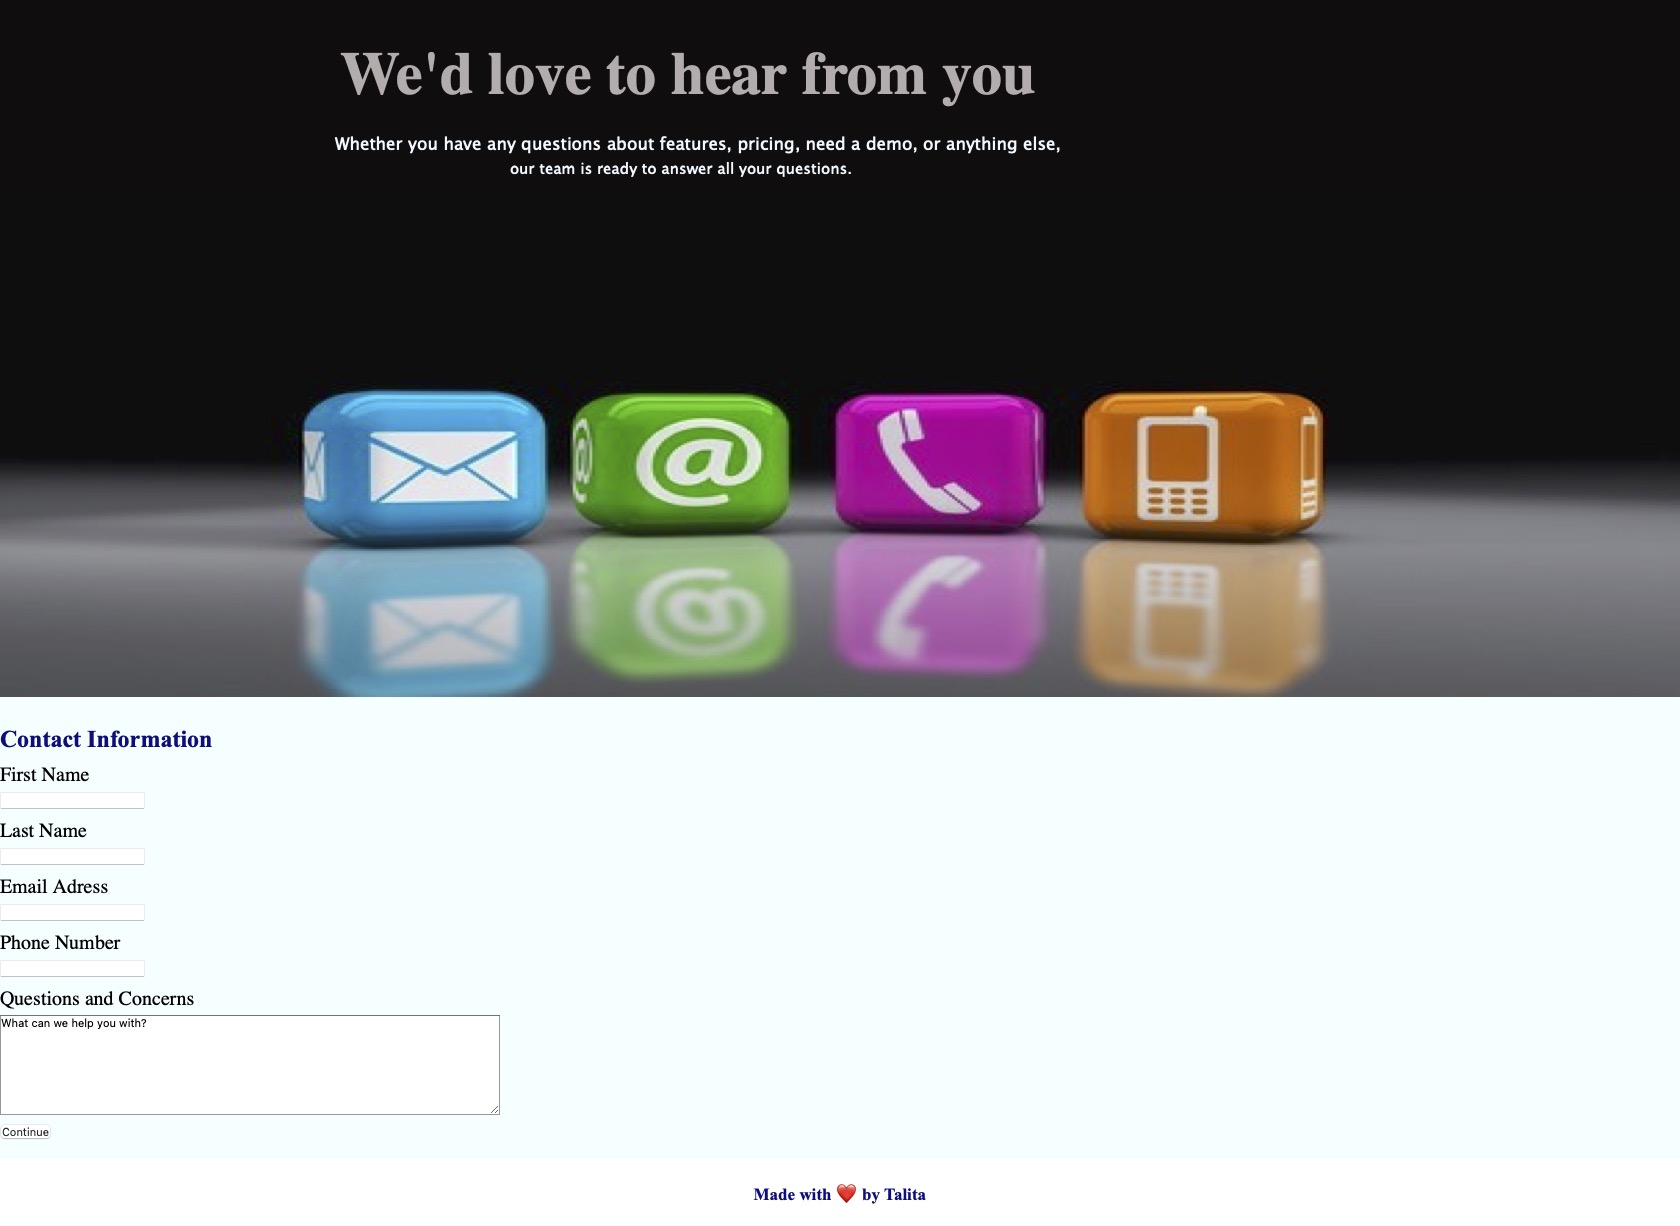 We'd love to hear from you
Whether you have any questions about features, pricing, need a demo, or anything else,
our team is ready to answer all your questions.
@ @
Contact Information
First Name
Last Name
Email Adress
Phone Number
Questions and Concerns
What can we help you with?
Continue
Made with ❤️ by Talita